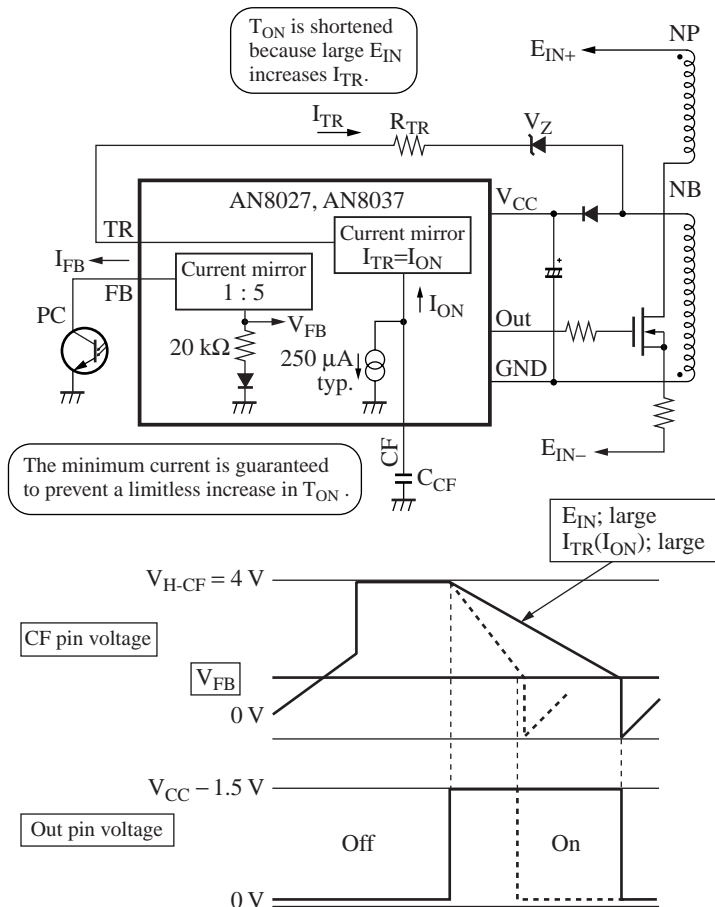 T_ON is shortened
because large E_IN
increases I_TR.
NP
E_IN+
I_TR
R_TR
V_Z
NB
AN8027, AN8037
V_CC
TR
Current mirror
I_TR=I_ON
I_FB
FB
Current mirror
1 : 5
I_ON
PC
V_FB
Out
20 kΩ
250 μA
typ.
GND
CF
C_CF
E_IN−
The minimum current is guaranteed
to prevent a limitless increase in T_ON .
E_IN; large
I_TR(I_ON); large
V_H-CF = 4 V
CF pin voltage
V_FB
0 V
V_CC − 1.5 V
Out pin voltage
Off
On
0 V